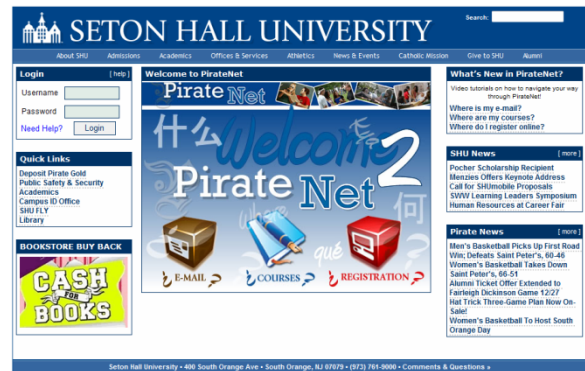 SETON HALL UNIVERSITY
Search:
About SHU Admissions Academics Offices & Services Athletics News & Events Catholic Mission Give to SHU Alumni
Login [ help ]
Username
Password
Need Help? Login
Quick Links
Deposit Pirate Gold
Public Safety & Security
Academics
Campus ID Office
SHU FLY
Library
BOOKSTORE BUY BACK
CASH
FOR
BOOKS
Welcome to PirateNet
Pirate Net
什么
Welcome 2
Pirate Net
何
qué
E-MAIL
COURSES
REGISTRATION
What's New in PirateNet?
Video tutorials on how to navigate your way
through PirateNet!
Where is my e-mail?
Where are my courses?
Where do I register online?
SHU News [ more ]
Pocher Scholarship Recipient
Menzies Offers Keynote Address
Call for SHUmobile Proposals
SWW Learning Leaders Symposium
Human Resources at Career Fair
Pirate News [ more ]
Men's Basketball Picks Up First Road
Win; Defeats Saint Peter's, 60-46
Women's Basketball Takes Down
Saint Peter's, 66-51
Alumni Ticket Offer Extended to
Fairleigh Dickinson Game 12/27
Hat Trick Three-Game Plan Now On-
Sale!
Women's Basketball To Host South
Orange Day
Seton Hall University • 400 South Orange Ave • South Orange, NJ 07079 • (973) 761-9000 • Comments & Questions »